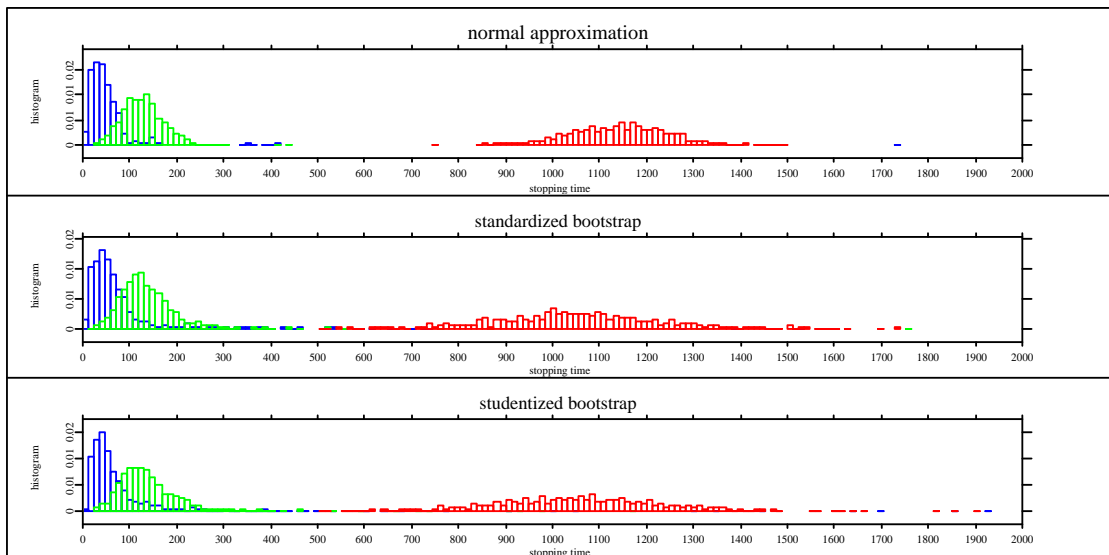 normal approximation
histogram
0.02
0.01
0.01
0
0 100 200 300 400 500 600 700 800 900 1000 1100 1200 1300 1400 1500 1600 1700 1800 1900 2000
stopping time
standardized bootstrap
histogram
0.02
0.01
0.01
0
0 100 200 300 400 500 600 700 800 900 1000 1100 1200 1300 1400 1500 1600 1700 1800 1900 2000
stopping time
studentized bootstrap
histogram
0.02
0.01
0.01
0
0 100 200 300 400 500 600 700 800 900 1000 1100 1200 1300 1400 1500 1600 1700 1800 1900 2000
stopping time